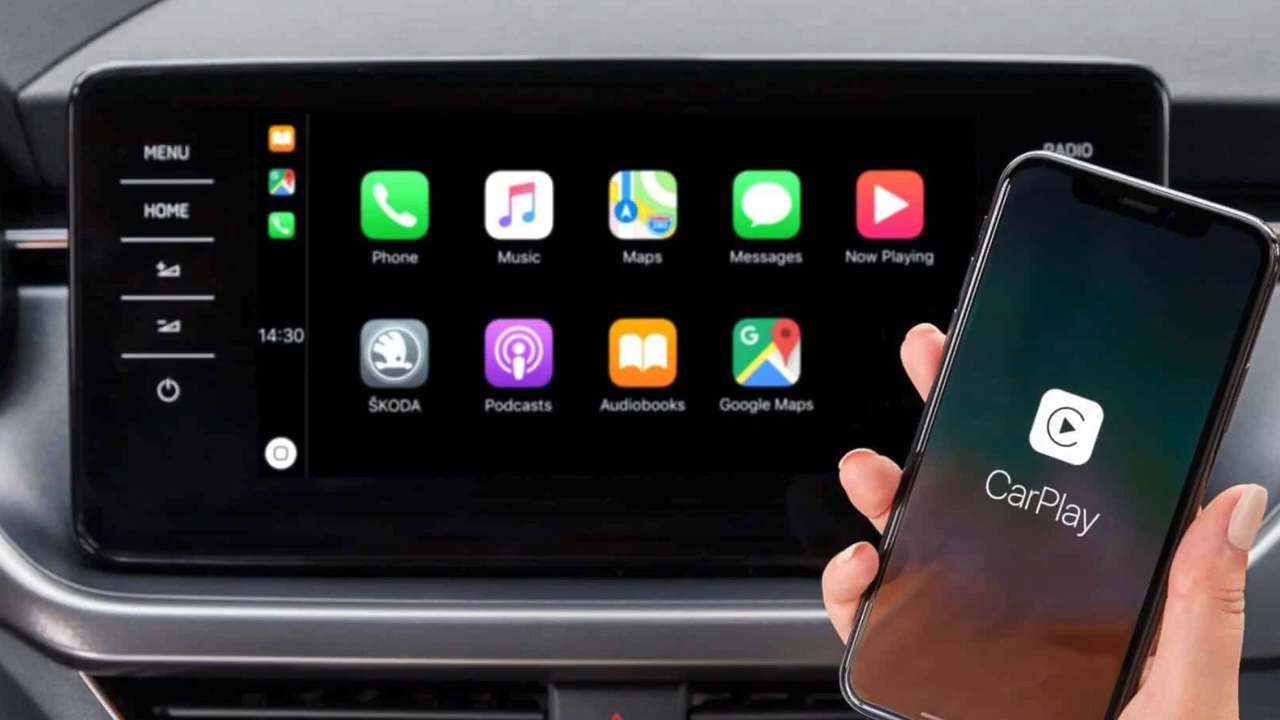 MENU
HOME
RADIO
14:30
Phone
Music
Maps
Messages
Now Playing
ŠKODA
Podcasts
Audiobooks
Google Maps
CarPlay